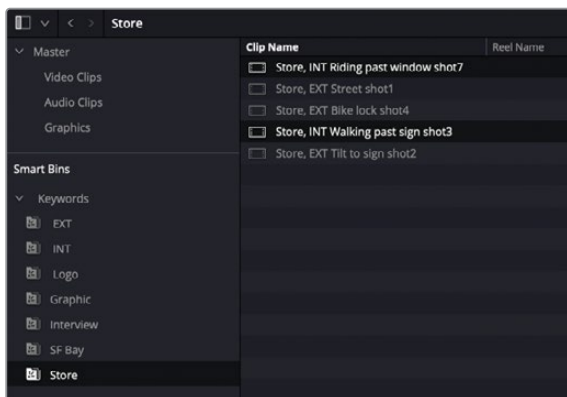 Store
Master
Video Clips
Audio Clips
Graphics
Smart Bins
Keywords
EXT
INT
Logo
Graphic
Interview
SF Bay
Store
Clip Name Reel Name
Store, INT Riding past window shot7
Store, EXT Street shot1
Store, EXT Bike lock shot4
Store, INT Walking past sign shot3
Store, EXT Tilt to sign shot2